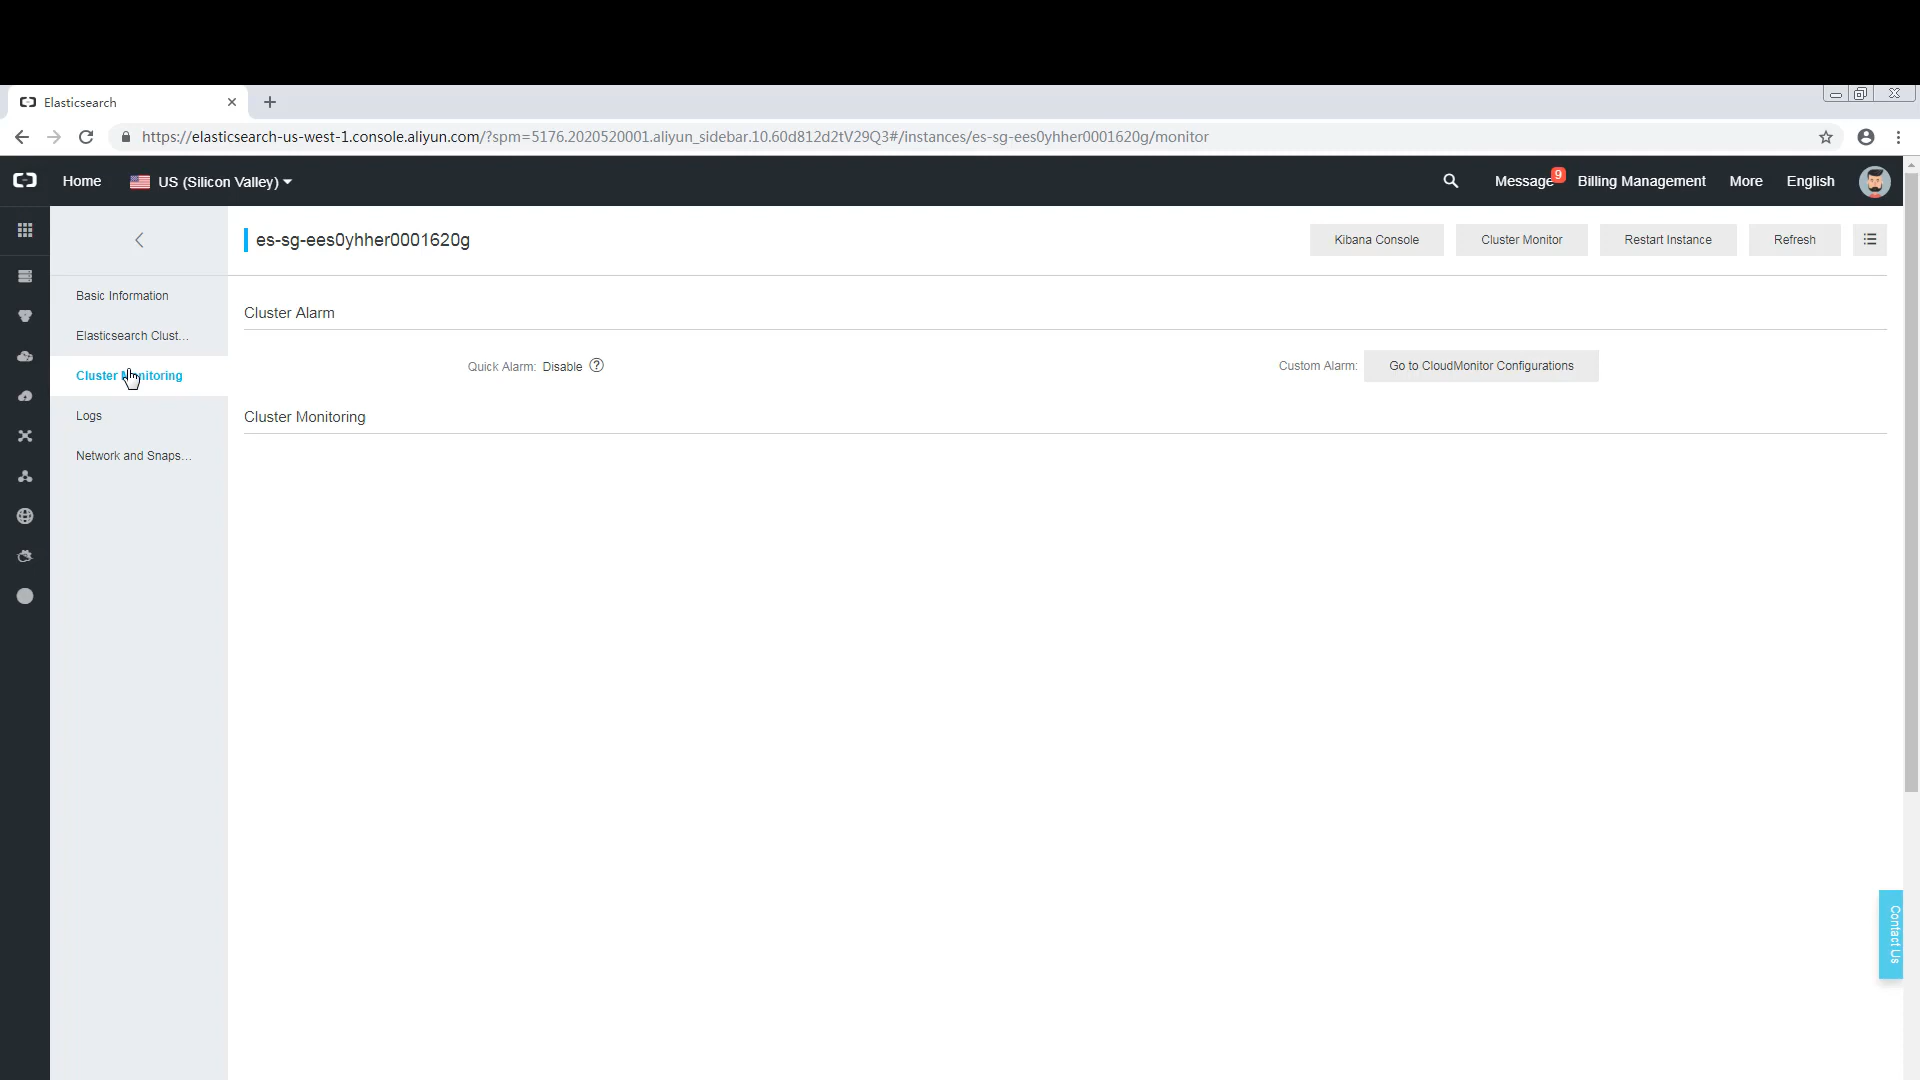 Elasticsearch
https://elasticsearch-us-west-1.console.aliyun.com/?spm=5176.2020520001.aliyun_sidebar.10.60d812d2tV29Q3#/instances/es-sg-ees0yhher0001620g/monitor
Home US (Silicon Valley) Message 9 Billing Management More English
es-sg-ees0yhher0001620g Kibana Console Cluster Monitor Restart Instance Refresh
Basic Information
Elasticsearch Clust...
Cluster Monitoring
Logs
Network and Snaps...
Cluster Alarm
Quick Alarm: Disable ? Custom Alarm: Go to CloudMonitor Configurations
Cluster Monitoring
Contact Us